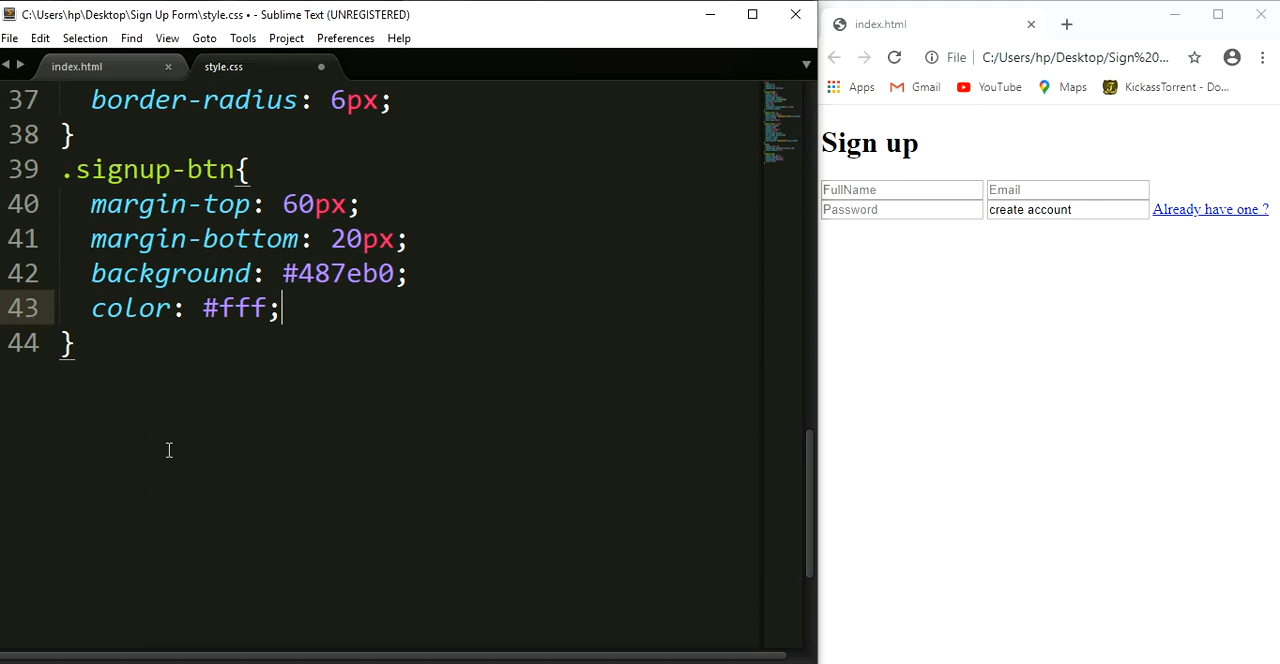 C:\Users\hp\Desktop\Sign Up Form\style.css • - Sublime Text (UNREGISTERED)
File Edit Selection Find View Goto Tools Project Preferences Help
index.html × style.css
37 border-radius: 6px;
38 }
39 .signup-btn{
40 margin-top: 60px;
41 margin-bottom: 20px;
42 background: #487eb0;
43 color: #fff;
44 }
index.html
File C:/Users/hp/Desktop/Sign%20...
Apps Gmail YouTube Maps KickassTorrent - Do...
Sign up
FullName Email
Password create account Already have one ?